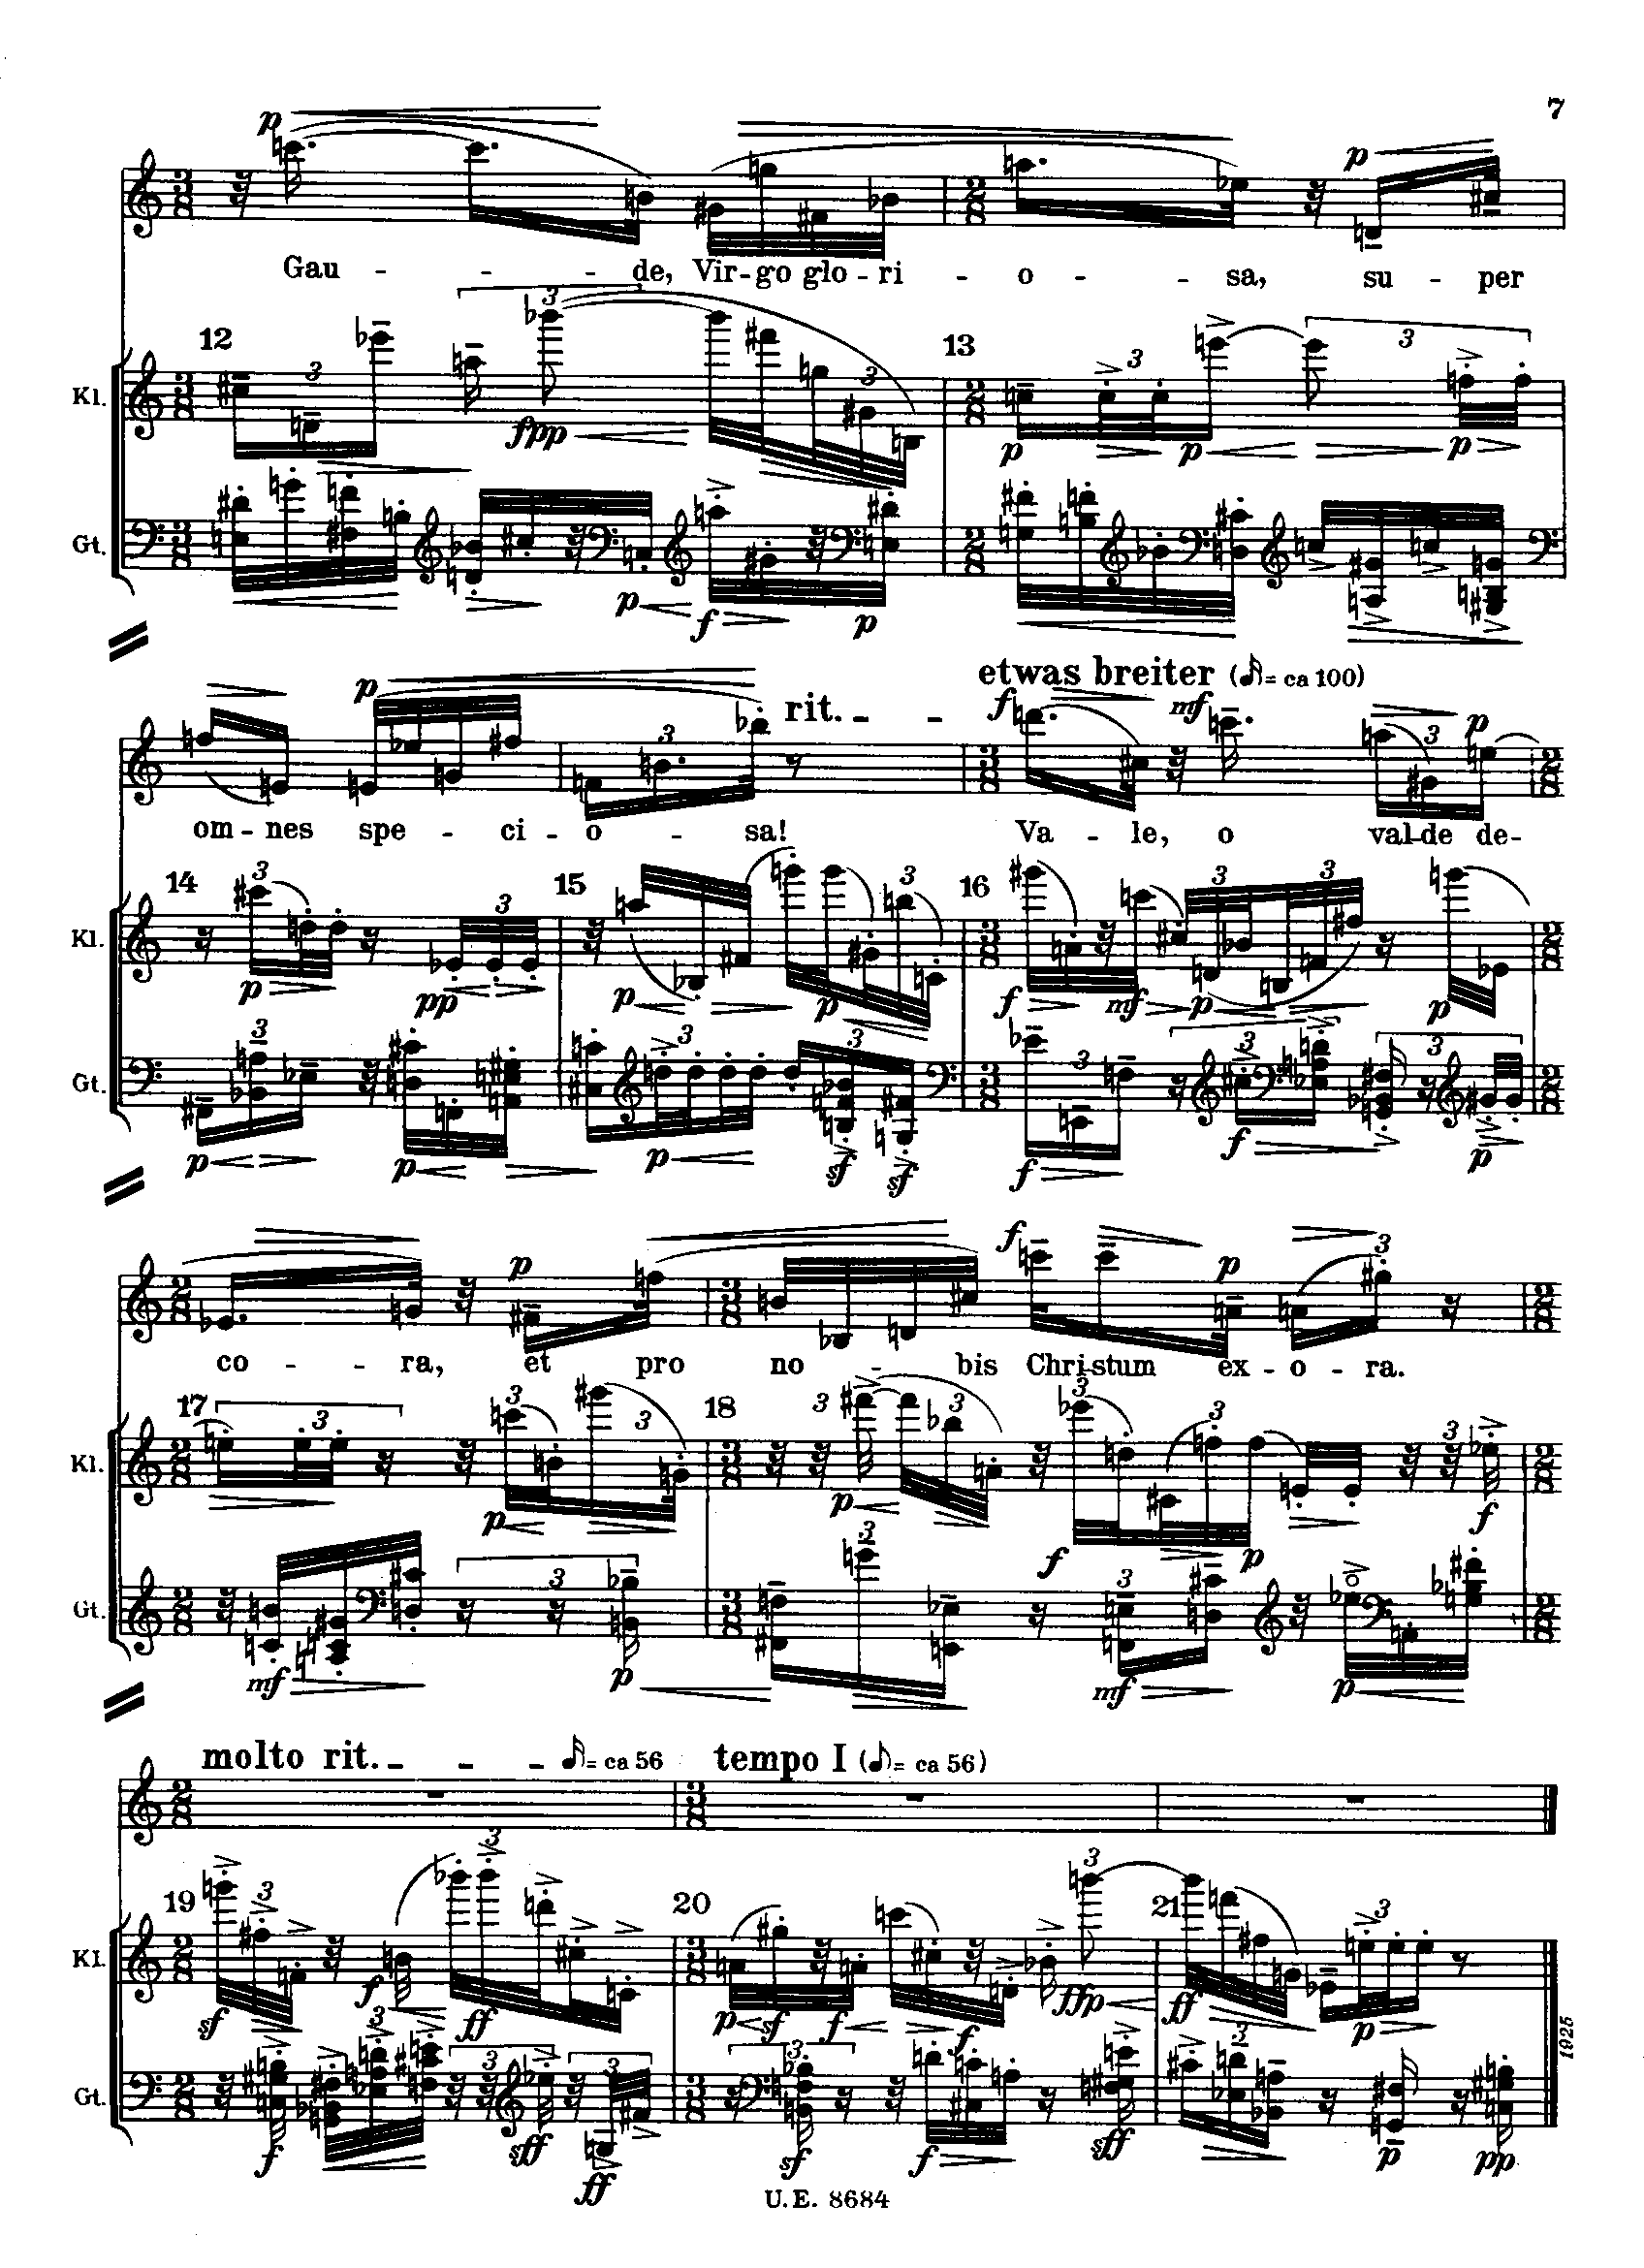 7
Gau - - de, Vir - go glo - ri - o - sa, su - per
12
13
Kl.
Gt.
rit. etwas breiter (= ca 100)
om - nes spe - ci - o - sa! Va - le, o val - de de -
14
15
16
Kl.
Gt.
co - ra, et pro no - bis Chri - stum ex - o - ra.
17
18
Kl.
Gt.
molto rit. = ca 56 tempo I (= ca 56)
19
20
21
Kl.
Gt.
1925
U. E. 8684